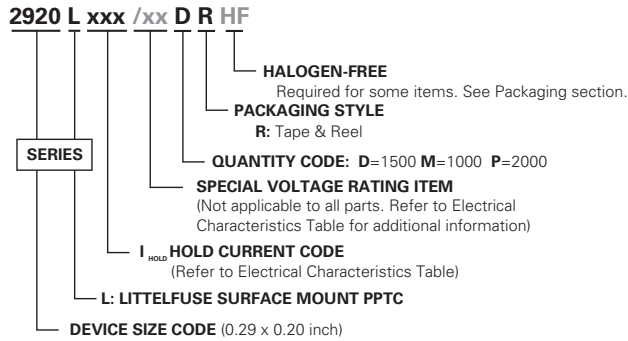 2920 L xxx /xx D R HF
HALOGEN-FREE
Required for some items. See Packaging section.
PACKAGING STYLE
R: Tape & Reel
SERIES
QUANTITY CODE: D=1500 M=1000 P=2000
SPECIAL VOLTAGE RATING ITEM
(Not applicable to all parts. Refer to Electrical
Characteristics Table for additional information)
I HOLD HOLD CURRENT CODE
(Refer to Electrical Characteristics Table)
L: LITTELFUSE SURFACE MOUNT PPTC
DEVICE SIZE CODE (0.29 x 0.20 inch)